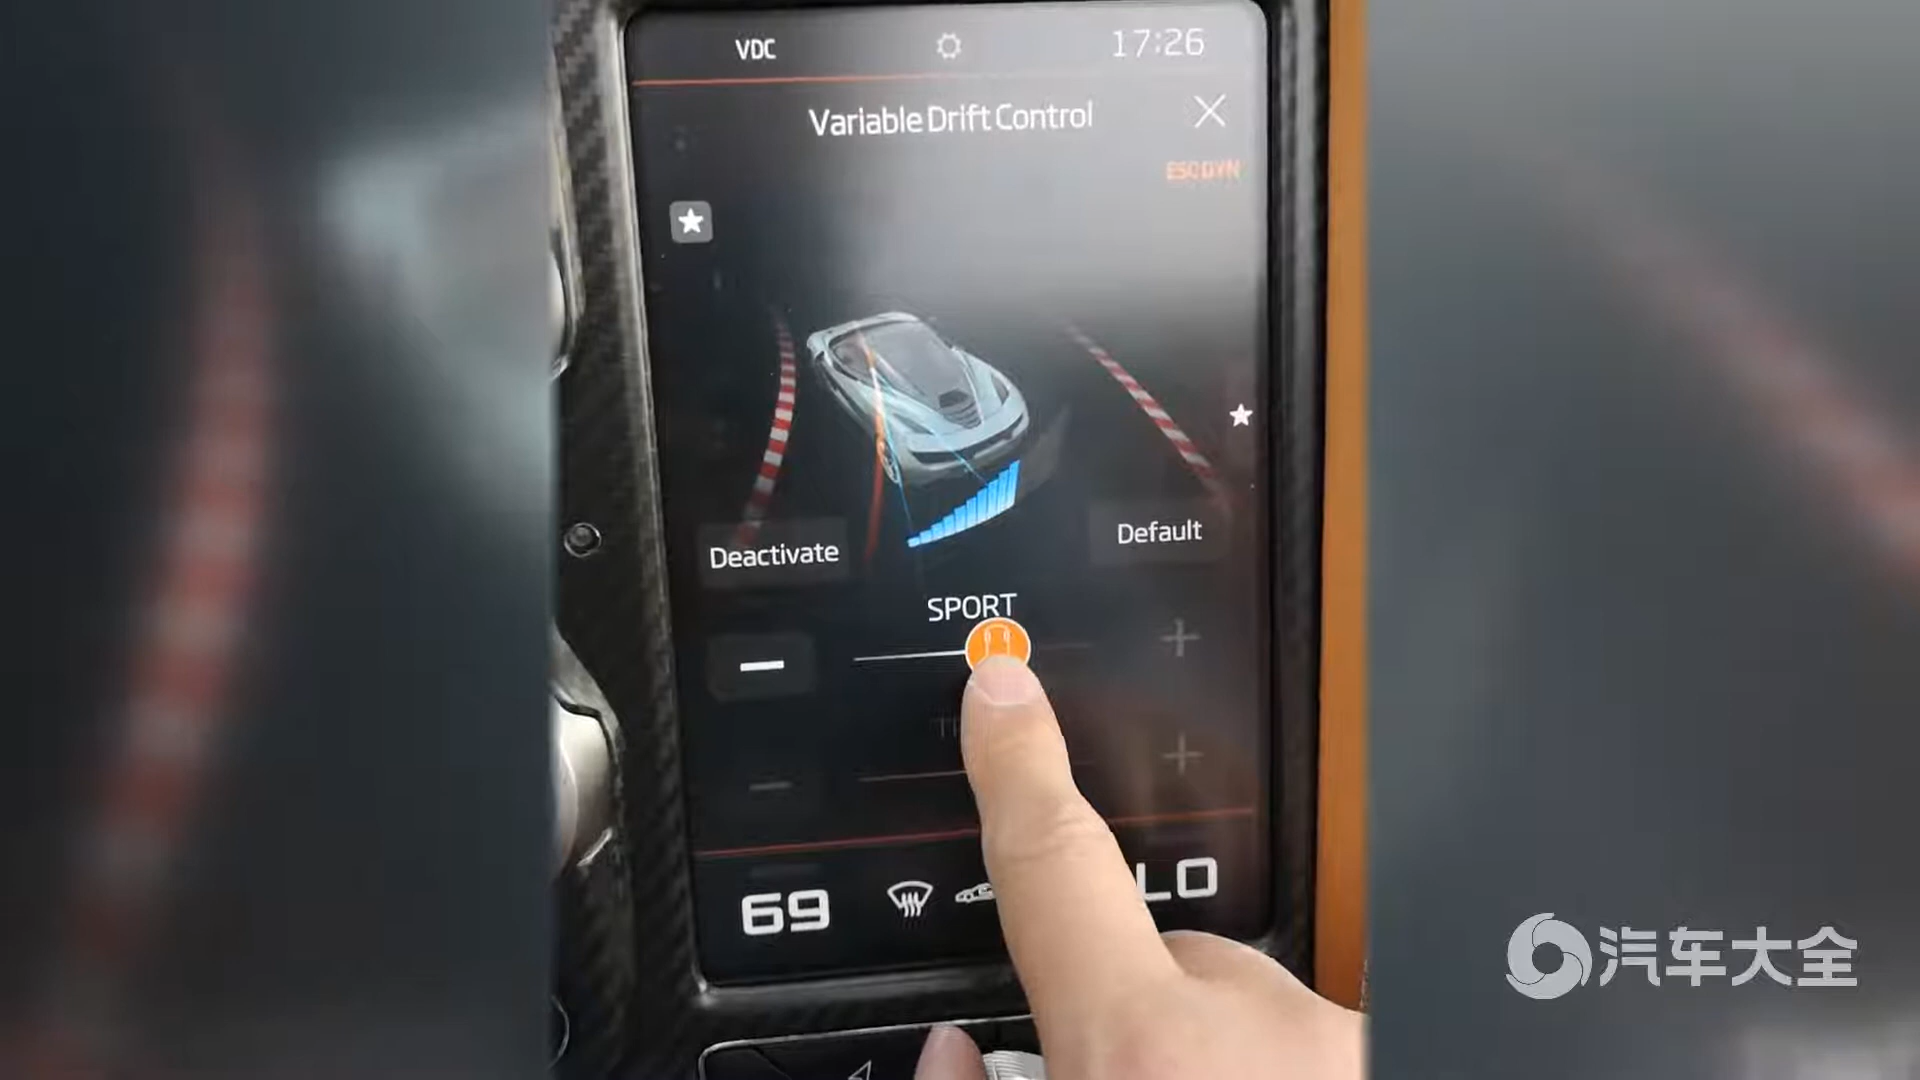 VDC 17:26
Variable Drift Control
ESC DYN
Deactivate
Default
SPORT
69
LO
汽车大全